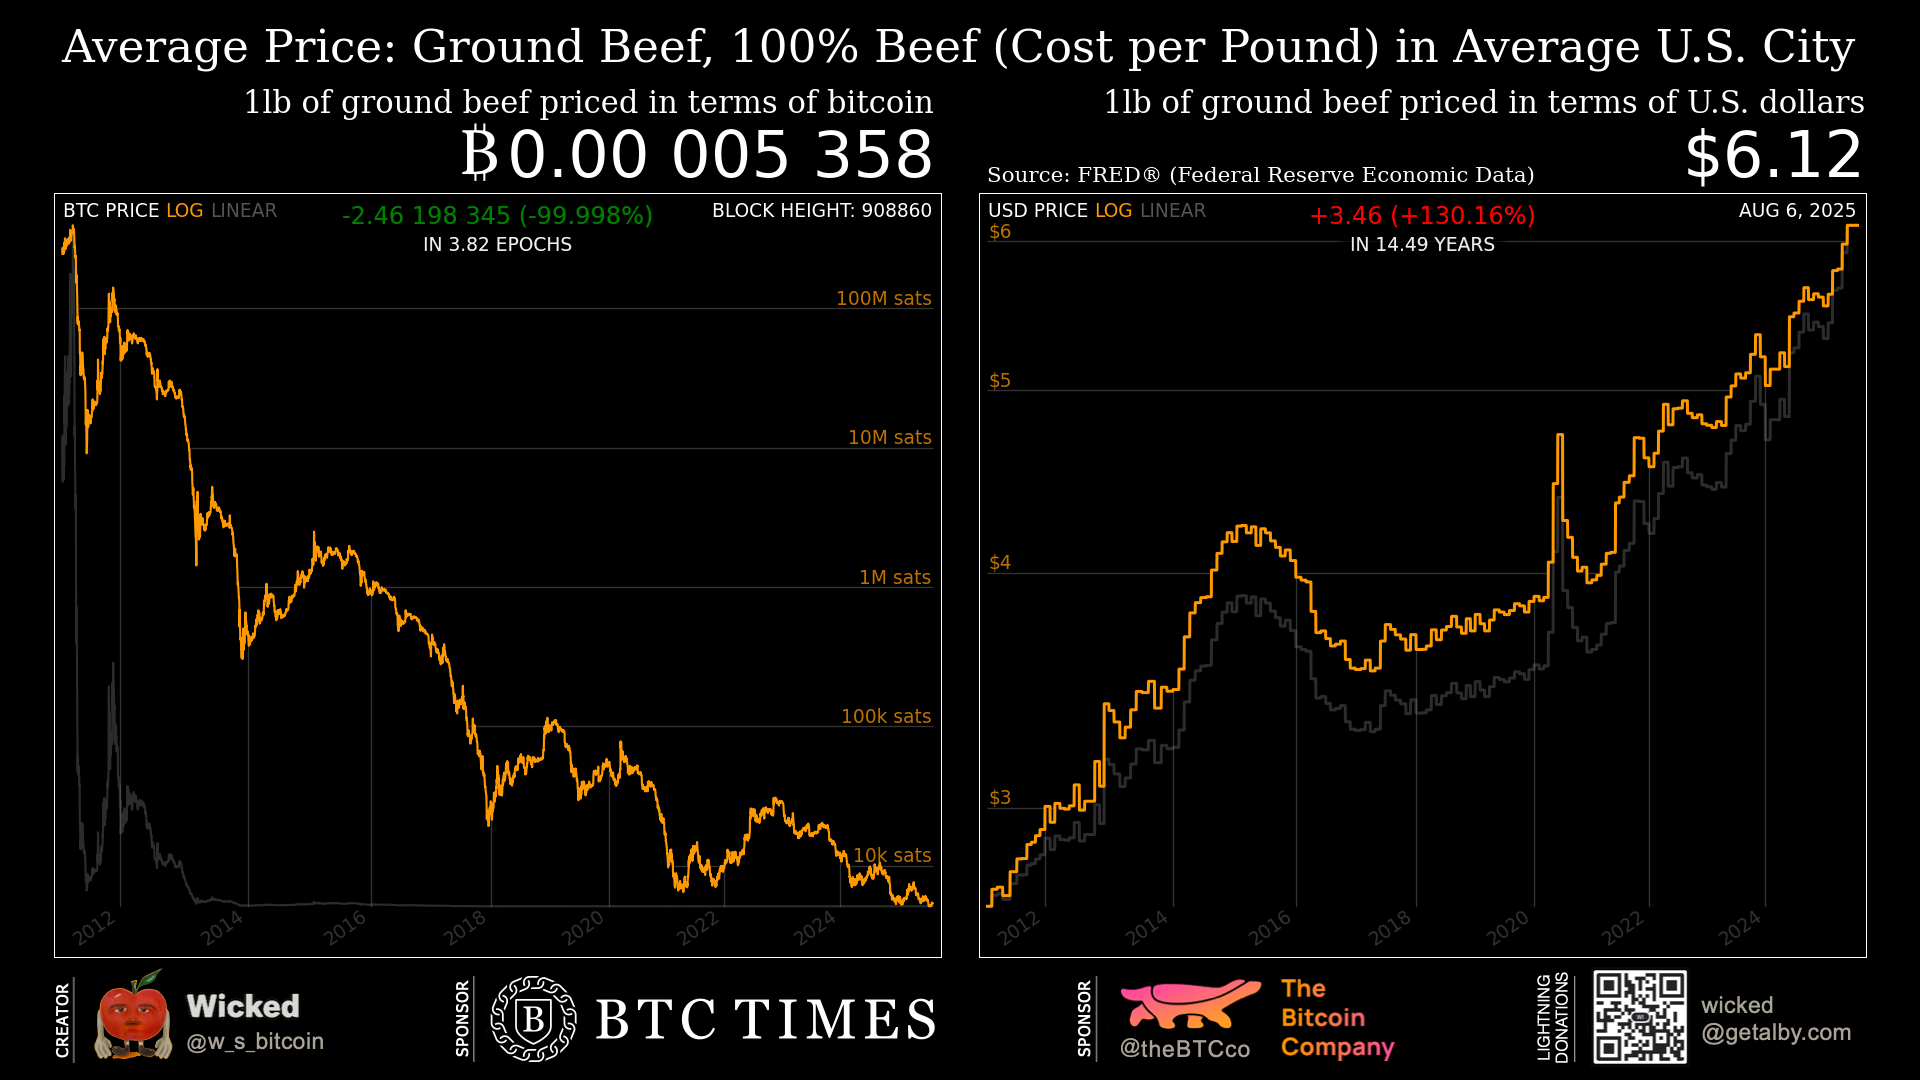 Average Price: Ground Beef, 100% Beef (Cost per Pound) in Average U.S. City
1lb of ground beef priced in terms of bitcoin
₿0.00 005 358
BTC PRICE LOG LINEAR
-2.46 198 345 (-99.998%)
IN 3.82 EPOCHS
BLOCK HEIGHT: 908860
100M sats
10M sats
1M sats
100k sats
10k sats
2012
2014
2016
2018
2020
2022
2024
1lb of ground beef priced in terms of U.S. dollars
$6.12
Source: FRED® (Federal Reserve Economic Data)
USD PRICE LOG LINEAR
+3.46 (+130.16%)
IN 14.49 YEARS
AUG 6, 2025
$6
$5
$4
$3
2012
2014
2016
2018
2020
2022
2024
CREATOR
Wicked
@w_s_bitcoin
SPONSOR
B
BTC TIMES
SPONSOR
@theBTCco
The
Bitcoin
Company
LIGHTNING
DONATIONS
wicked
@getalby.com